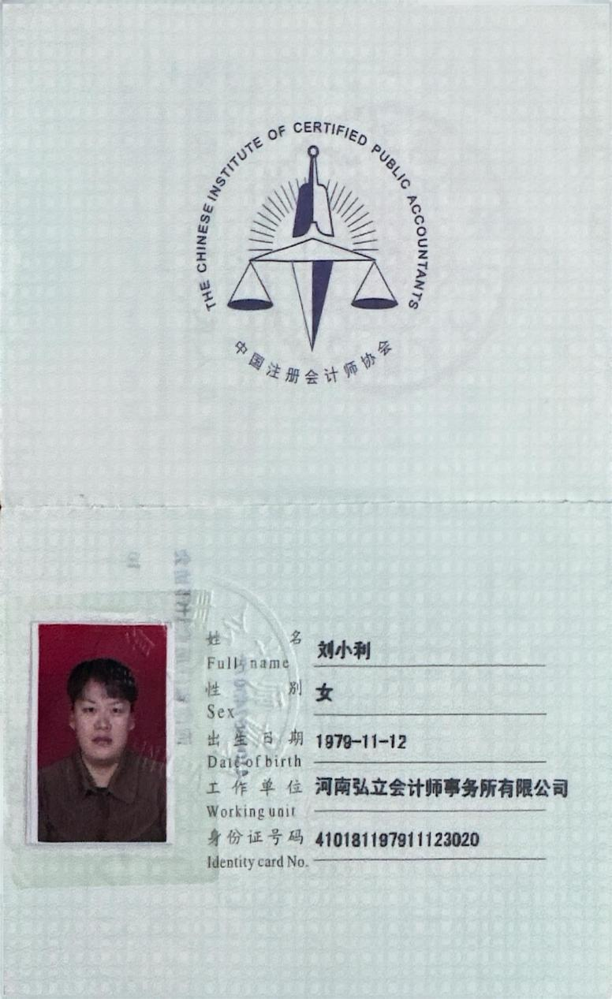 THE CHINESE INSTITUTE OF CERTIFIED PUBLIC ACCOUNTANTS
中国注册会计师协会
姓 名 刘小利
Full name
性 别 女
Sex
出生日期 1979-11-12
Date of birth
工作单位 河南弘立会计师事务所有限公司
Working unit
身份证号码 410181197911123020
Identity card No.